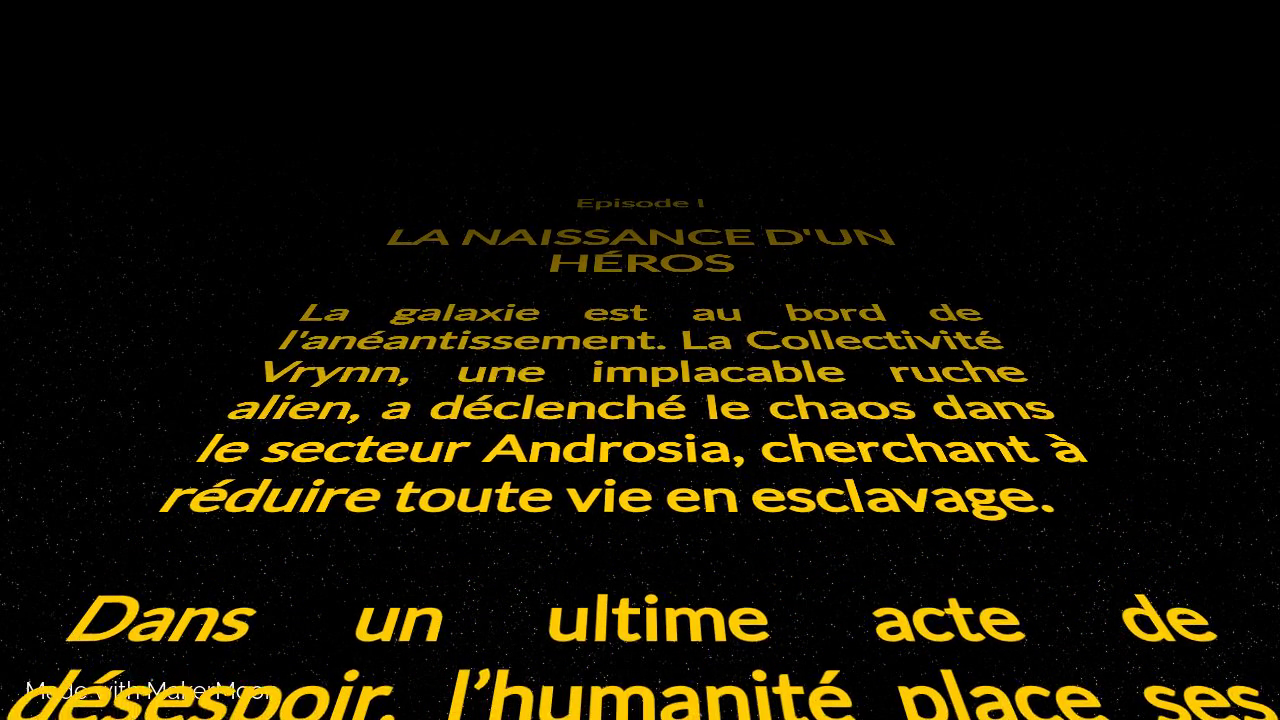 Episode I
LA NAISSANCE D'UN
HÉROS
La galaxie est au bord de
l'anéantissement. La Collectivité
Vrynn, une implacable ruche
alien, a déclenché le chaos dans
le secteur Androsia, cherchant à
réduire toute vie en esclavage.
Dans un ultime acte de
désespoir, l’humanité place ses
Made with MakerMoon